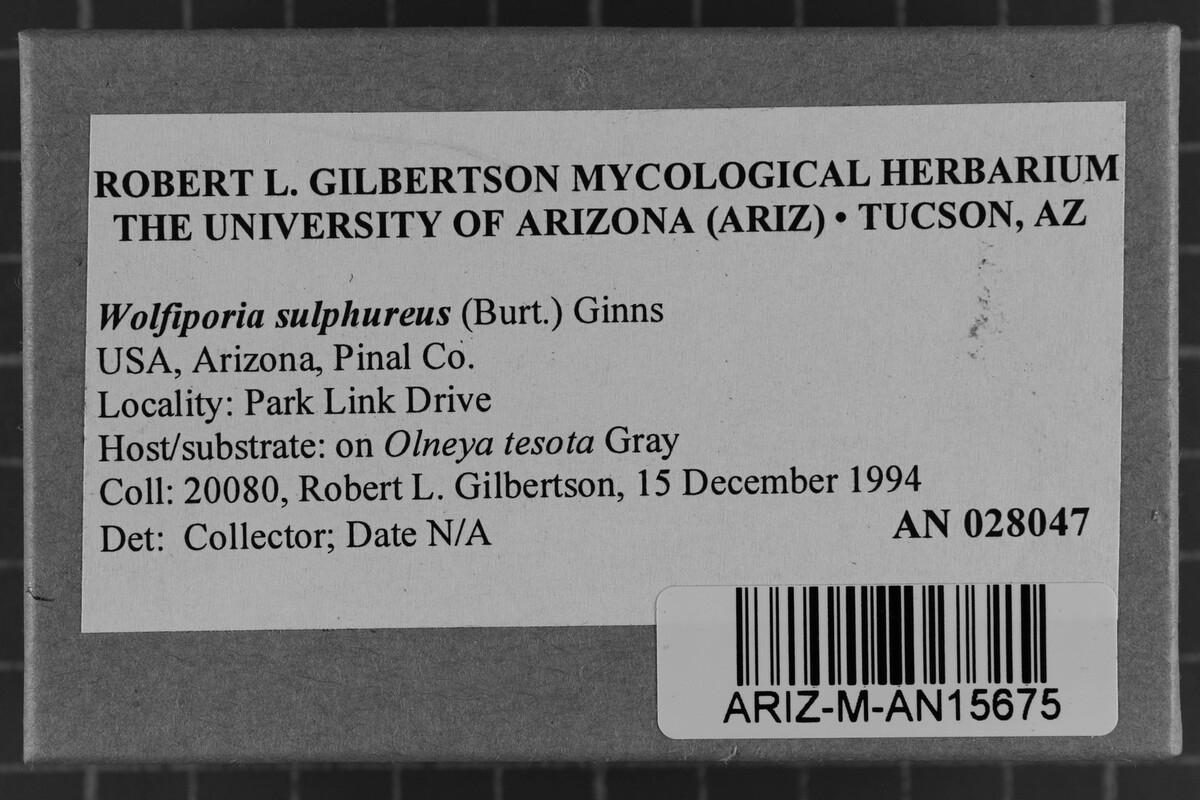 ROBERT L. GILBERTSON MYCOLOGICAL HERBARIUM
THE UNIVERSITY OF ARIZONA (ARIZ) • TUCSON, AZ
Wolfiporia sulphureus (Burt.) Ginns
USA, Arizona, Pinal Co.
Locality: Park Link Drive
Host/substrate: on Olneya tesota Gray
Coll: 20080, Robert L. Gilbertson, 15 December 1994
Det: Collector; Date N/A
AN 028047
ARIZ-M-AN15675